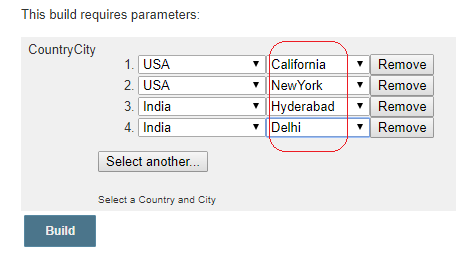 This build requires parameters:
CountryCity
1. USA California Remove
2. USA NewYork Remove
3. India Hyderabad Remove
4. India Delhi Remove
Select another...
Select a Country and City
Build